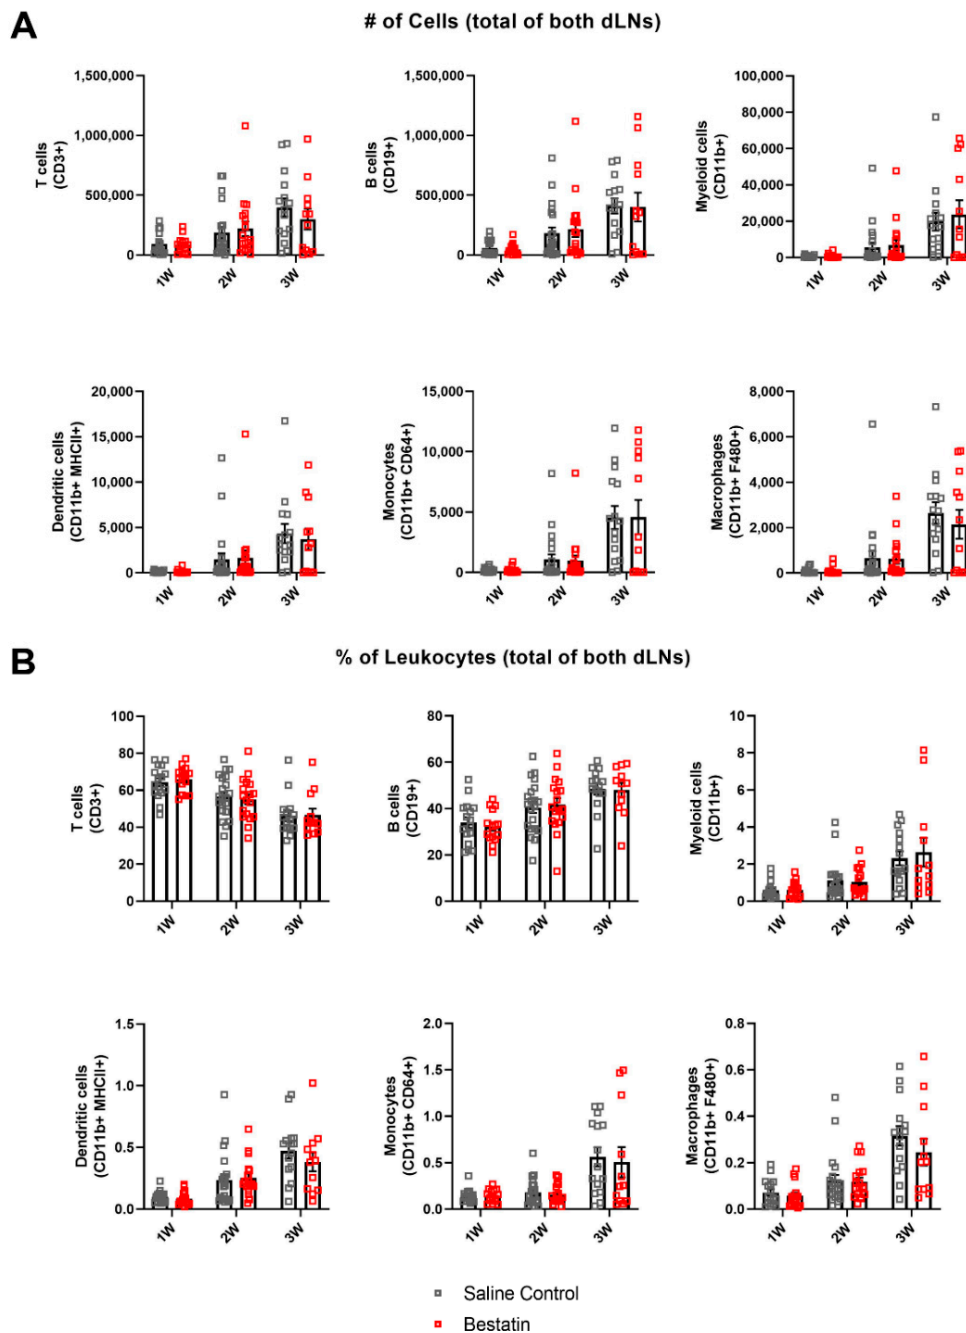 A
# of Cells (total of both dLNs)
T cells
(CD3+)
1,500,000
1,000,000
500,000
0
1W
2W
3W
B cells
(CD19+)
1,500,000
1,000,000
500,000
0
1W
2W
3W
Myeloid cells
(CD11b+)
100,000
80,000
60,000
40,000
20,000
0
1W
2W
3W
Dendritic cells
(CD11b+ MHCII+)
20,000
15,000
10,000
5,000
0
1W
2W
3W
Monocytes
(CD11b+ CD64+)
15,000
10,000
5,000
0
1W
2W
3W
Macrophages
(CD11b+ F480+)
8,000
6,000
4,000
2,000
0
1W
2W
3W
B
% of Leukocytes (total of both dLNs)
T cells
(CD3+)
100
80
60
40
20
0
1W
2W
3W
B cells
(CD19+)
80
60
40
20
0
1W
2W
3W
Myeloid cells
(CD11b+)
10
8
6
4
2
0
1W
2W
3W
Dendritic cells
(CD11b+ MHCII+)
1.5
1.0
0.5
0.0
1W
2W
3W
Monocytes
(CD11b+ CD64+)
2.0
1.5
1.0
0.5
0.0
1W
2W
3W
Macrophages
(CD11b+ F480+)
0.8
0.6
0.4
0.2
0.0
1W
2W
3W
Saline Control
Bestatin